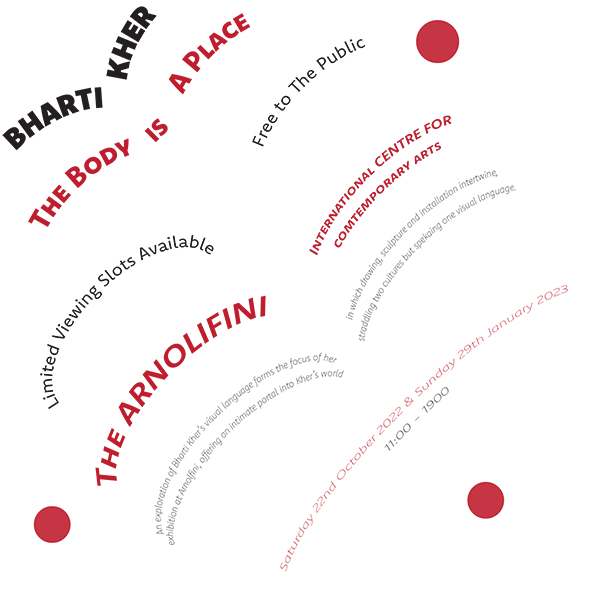 BHARTI KHER
THE BODY IS A PLACE
Free to The Public
INTERNATIONAL CENTRE FOR
COMTEMPORARY ARTS
in which drawing, sculpture and installation intertwine,
straddling two cultures but spekaing one visual language.
Limited Viewing Slots Available
THE ARNOLIFINI
An exploration of Bharti Kher's visual language forms the focus of her
exhibition at Arnolfini, offering an intimate portal into Kher's world
Saturday 22nd October 2022 & Sunday 29th January 2023
11:00 - 1900